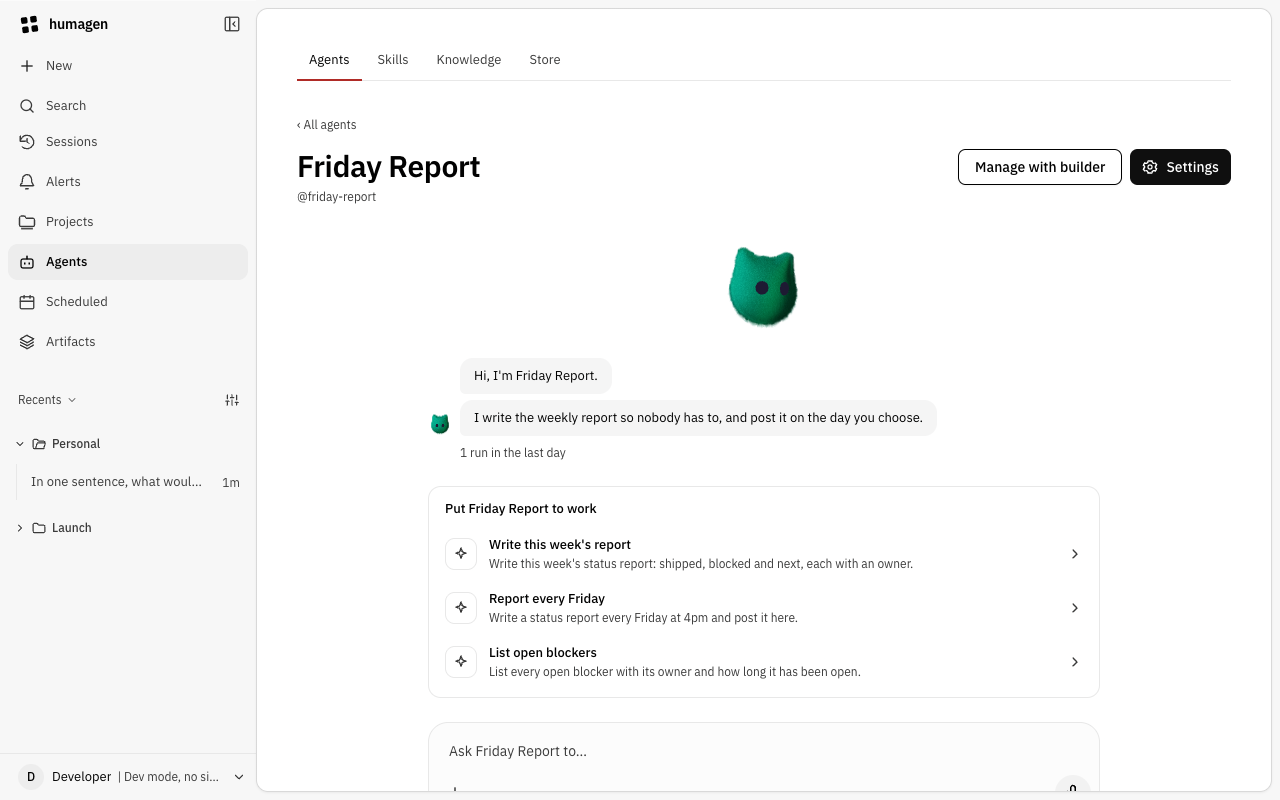 humagen
New
Search
Sessions
Alerts
Projects
Agents
Scheduled
Artifacts
Recents
Personal
In one sentence, what woul... 1m
Launch
D Developer | Dev mode, no si...
Agents Skills Knowledge Store
‹ All agents
Friday Report
@friday-report
Manage with builder
Settings
Hi, I'm Friday Report.
I write the weekly report so nobody has to, and post it on the day you choose.
1 run in the last day
Put Friday Report to work
Write this week's report
Write this week's status report: shipped, blocked and next, each with an owner.
Report every Friday
Write a status report every Friday at 4pm and post it here.
List open blockers
List every open blocker with its owner and how long it has been open.
Ask Friday Report to...